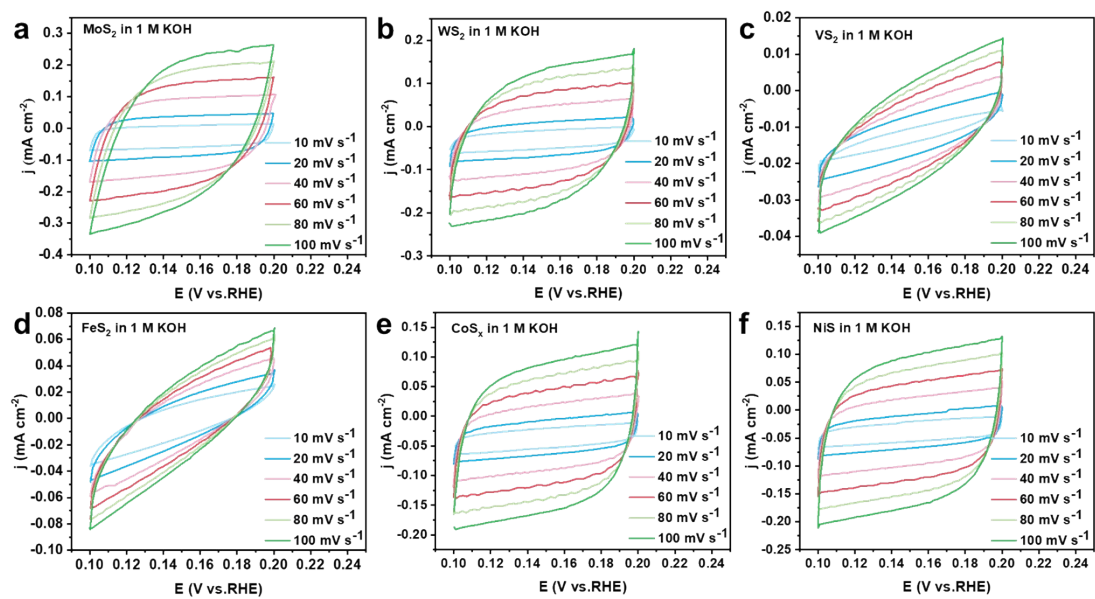 a
MoS₂ in 1 M KOH
0.3
0.2
0.1
0.0
-0.1
-0.2
-0.3
-0.4
j (mA cm⁻²)
10 mV s⁻¹
20 mV s⁻¹
40 mV s⁻¹
60 mV s⁻¹
80 mV s⁻¹
100 mV s⁻¹
0.10 0.12 0.14 0.16 0.18 0.20 0.22 0.24
E (V vs.RHE)
b
WS₂ in 1 M KOH
0.2
0.1
0.0
-0.1
-0.2
-0.3
j (mA cm⁻²)
10 mV s⁻¹
20 mV s⁻¹
40 mV s⁻¹
60 mV s⁻¹
80 mV s⁻¹
100 mV s⁻¹
0.10 0.12 0.14 0.16 0.18 0.20 0.22 0.24
E (V vs.RHE)
c
VS₂ in 1 M KOH
0.02
0.01
0.00
-0.01
-0.02
-0.03
-0.04
j (mA cm⁻²)
10 mV s⁻¹
20 mV s⁻¹
40 mV s⁻¹
60 mV s⁻¹
80 mV s⁻¹
100 mV s⁻¹
0.10 0.12 0.14 0.16 0.18 0.20 0.22 0.24
E (V vs.RHE)
d
FeS₂ in 1 M KOH
0.08
0.06
0.04
0.02
0.00
-0.02
-0.04
-0.06
-0.08
-0.10
j (mA cm⁻²)
10 mV s⁻¹
20 mV s⁻¹
40 mV s⁻¹
60 mV s⁻¹
80 mV s⁻¹
100 mV s⁻¹
0.10 0.12 0.14 0.16 0.18 0.20 0.22 0.24
E (V vs.RHE)
e
CoSₓ in 1 M KOH
0.15
0.10
0.05
0.00
-0.05
-0.10
-0.15
-0.20
j (mA cm⁻²)
10 mV s⁻¹
20 mV s⁻¹
40 mV s⁻¹
60 mV s⁻¹
80 mV s⁻¹
100 mV s⁻¹
0.10 0.12 0.14 0.16 0.18 0.20 0.22 0.24
E (V vs.RHE)
f
NiS in 1 M KOH
0.15
0.10
0.05
0.00
-0.05
-0.10
-0.15
-0.20
-0.25
j (mA cm⁻²)
10 mV s⁻¹
20 mV s⁻¹
40 mV s⁻¹
60 mV s⁻¹
80 mV s⁻¹
100 mV s⁻¹
0.10 0.12 0.14 0.16 0.18 0.20 0.22 0.24
E (V vs.RHE)